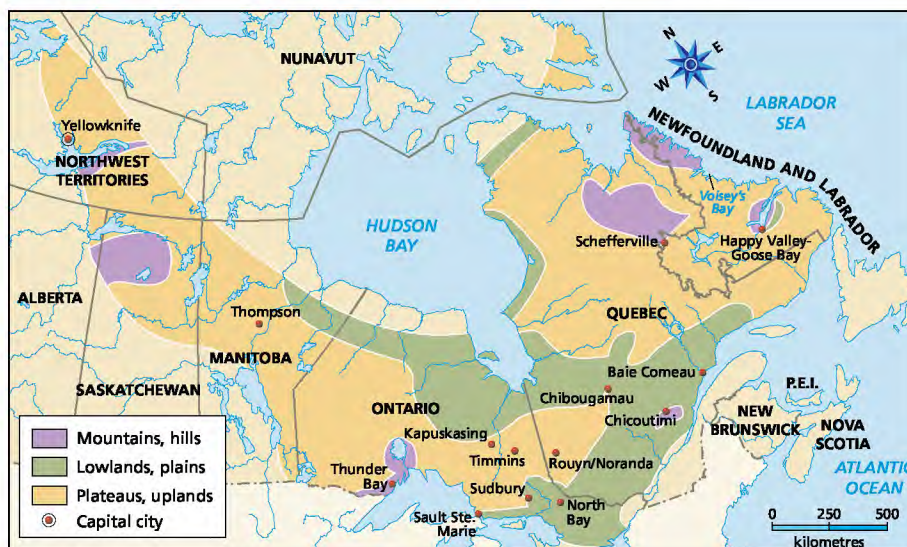 NUNAVUT
N
E
W
S
LABRADOR
SEA
Yellowknife
NORTHWEST
TERRITORIES
NEWFOUNDLAND AND LABRADOR
Voisey's
Bay
HUDSON
BAY
Schefferville
Happy Valley-
Goose Bay
ALBERTA
Thompson
MANITOBA
QUEBEC
SASKATCHEWAN
Baie Comeau
P.E.I.
ONTARIO
Chibougamau
NEW
BRUNSWICK
Chicoutimi
NOVA
SCOTIA
Kapuskasing
Timmins
Rouyn/Noranda
Thunder
Bay
Sudbury
North
Bay
Sault Ste.
Marie
ATLANTIC
OCEAN
Mountains, hills
Lowlands, plains
Plateaus, uplands
Capital city
0 250 500
kilometres